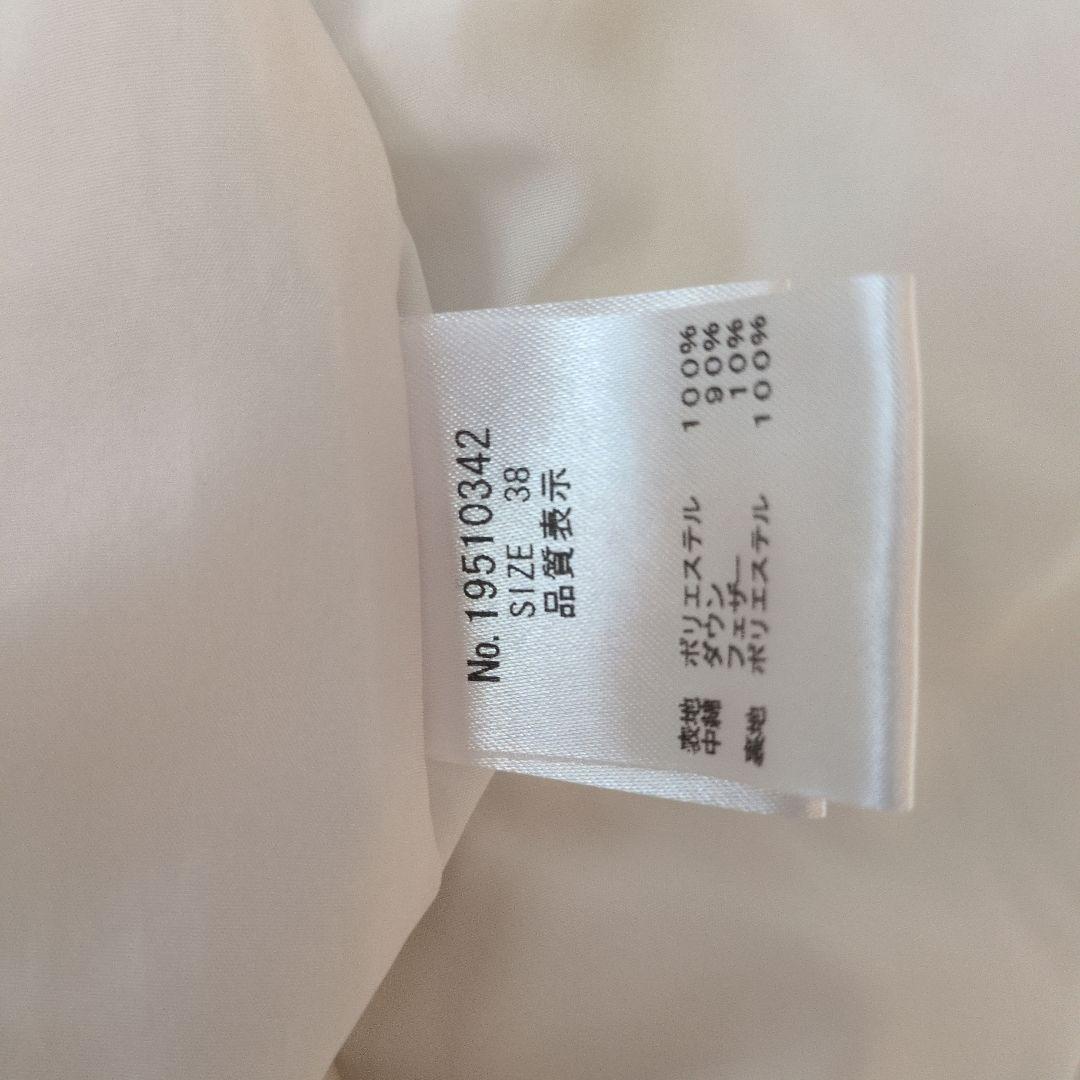 No.19510342
SIZE 38
品質表示
表地 ポリエステル 100%
中綿 ダウン 90%
フェザー 10%
裏地 ポリエステル 100%